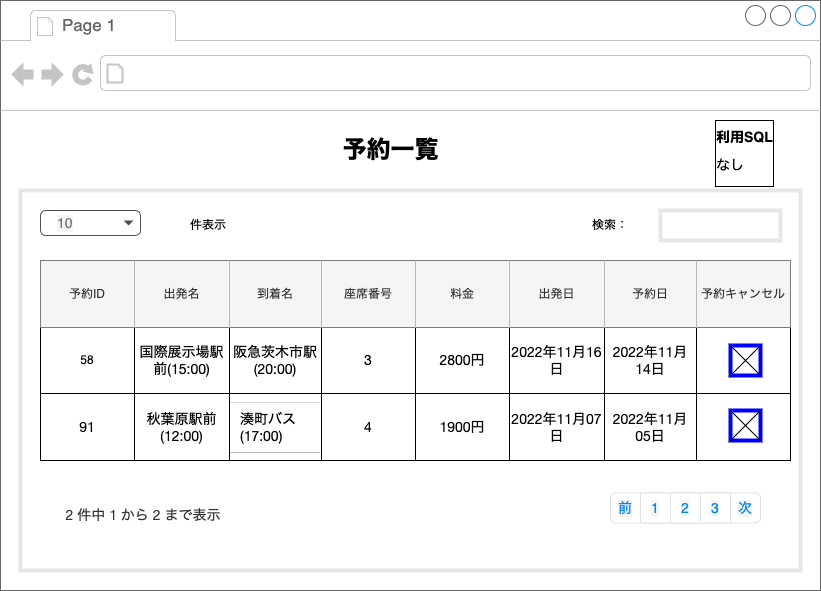 Page 1
予約一覧
利用SQL
なし
10
件表示
検索：
予約ID 出発名 到着名 座席番号 料金 出発日 予約日 予約キャンセル
58
国際展示場駅
前(15:00)
阪急茨木市駅
(20:00)
3
2800円
2022年11月16
日
2022年11月
14日
91
秋葉原駅前
(12:00)
湊町バス
(17:00)
4
1900円
2022年11月07
日
2022年11月
05日
2 件中 1 から 2 まで表示
前 1 2 3 次